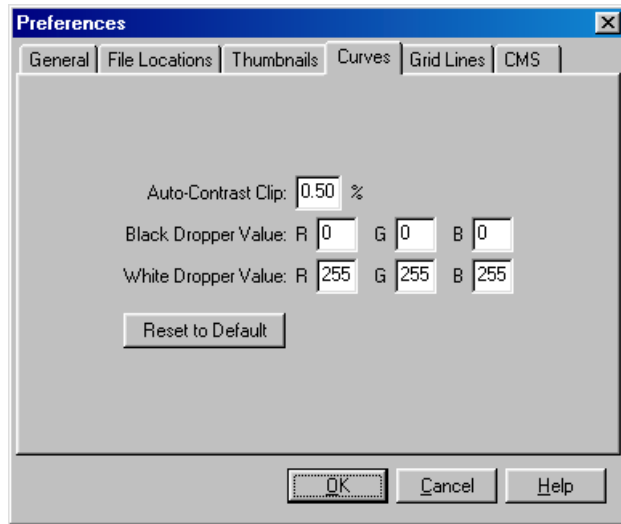 Preferences
General File Locations Thumbnails Curves Grid Lines CMS
Auto-Contrast Clip: 0.50 %
Black Dropper Value: R 0 G 0 B 0
White Dropper Value: R 255 G 255 B 255
Reset to Default
OK Cancel Help